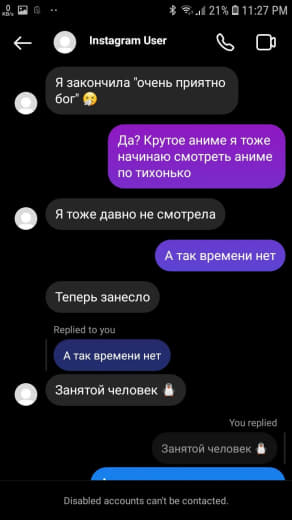 0
KB/s
21% 11:27 PM
Instagram User
Я закончила "очень приятно
бог" 🤧
Да? Крутое аниме я тоже
начинаю смотреть аниме
по тихонько
Я тоже давно не смотрела
А так времени нет
Теперь занесло
Replied to you
А так времени нет
Занятой человек 🐧
You replied
Занятой человек 🐧
Disabled accounts can't be contacted.